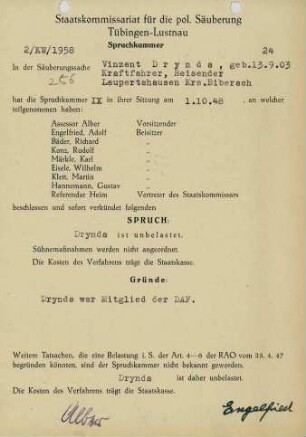 Staatskommissariat für die pol. Säuberung
Tübingen-Lustnau
Spruchkammer
2/KW/1958
24
In der Säuberungssache
Vinzent Drynda, geb.13.9.03
Kraftfahrer, Reisender
Laupertshausen Krs.Biberach
256
hat die Spruchkammer IX in ihrer Sitzung am 1.10.48, an welcher
teilgenommen haben:
Assessor Alber Vorsitzender
Engelfried, Adolf Beisitzer
Bäder, Richard "
Konz, Rudolf "
Märkle, Karl "
Eisele, Wilhelm "
Kleit, Martin "
Hannemann, Gustav "
Referendar Heim Vertreter des Staatskommissars
beschlossen und sofort verkündet folgenden
SPRUCH:
Drynda ist unbelastet.
Sühnemaßnahmen werden nicht angeordnet.
Die Kosten des Verfahrens trägt die Staatskasse.
Gründe:
Drynda war Mitglied der DAF.
Weitere Tatsachen, die eine Belastung i. S. der Art. 4—6 der RAO vom 25. 4. 47
begründen könnten, sind der Spruchkammer nicht bekannt geworden.
Drynda ist daher unbelastet.
Die Kosten des Verfahrens trägt die Staatskasse.
Alber
Engelfried